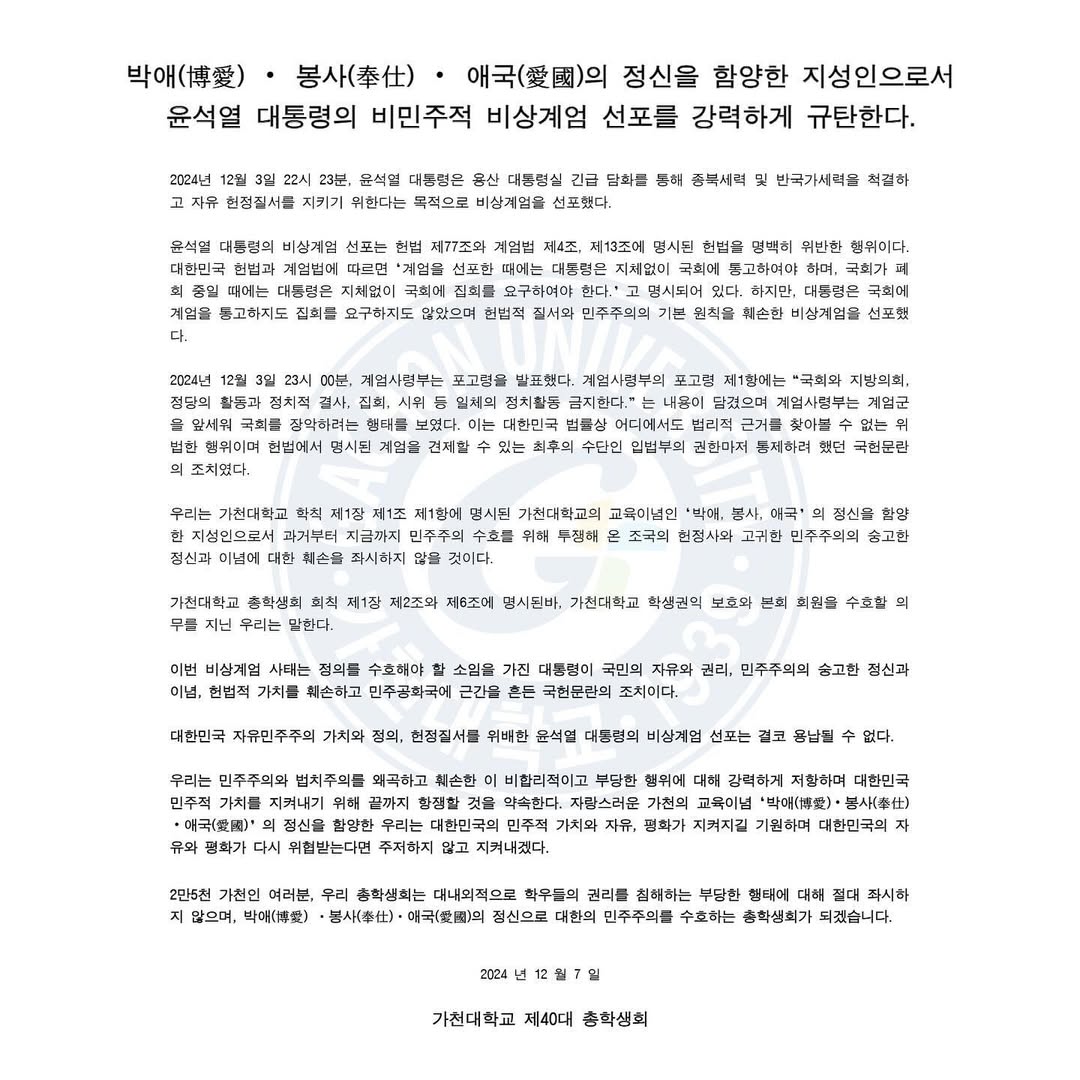 박애(博愛) • 봉사(奉仕) • 애국(愛國)의 정신을 함양한 지성인으로서
윤석열 대통령의 비민주적 비상계엄 선포를 강력하게 규탄한다.
2024년 12월 3일 22시 23분, 윤석열 대통령은 용산 대통령실 긴급 담화를 통해 종북세력 및 반국가세력을 척결하
고 자유 헌정질서를 지키기 위한다는 목적으로 비상계엄을 선포했다.
윤석열 대통령의 비상계엄 선포는 헌법 제77조와 계엄법 제4조, 제13조에 명시된 헌법을 명백히 위반한 행위이다.
대한민국 헌법과 계엄법에 따르면 ‘계엄을 선포한 때에는 대통령은 지체없이 국회에 통고하여야 하며, 국회가 폐
회 중일 때에는 대통령은 지체없이 국회에 집회를 요구하여야 한다.’ 고 명시되어 있다. 하지만, 대통령은 국회에
계엄을 통고하지도 집회를 요구하지도 않았으며 헌법적 질서와 민주주의의 기본 원칙을 훼손한 비상계엄을 선포했
다.
2024년 12월 3일 23시 00분, 계엄사령부는 포고령을 발표했다. 계엄사령부의 포고령 제1항에는 “국회와 지방의회,
정당의 활동과 정치적 결사, 집회, 시위 등 일체의 정치활동 금지한다.” 는 내용이 담겼으며 계엄사령부는 계엄군
을 앞세워 국회를 장악하려는 행태를 보였다. 이는 대한민국 법률상 어디에서도 법리적 근거를 찾아볼 수 없는 위
법한 행위이며 헌법에서 명시된 계엄을 견제할 수 있는 최후의 수단인 입법부의 권한마저 통제하려 했던 국헌문란
의 조치였다.
우리는 가천대학교 학칙 제1장 제1조 제1항에 명시된 가천대학교의 교육이념인 ‘박애, 봉사, 애국’ 의 정신을 함양
한 지성인으로서 과거부터 지금까지 민주주의 수호를 위해 투쟁해 온 조국의 헌정사와 고귀한 민주주의의 숭고한
정신과 이념에 대한 훼손을 좌시하지 않을 것이다.
가천대학교 총학생회 회칙 제1장 제2조와 제6조에 명시된바, 가천대학교 학생권익 보호와 본회 회원을 수호할 의
무를 지닌 우리는 말한다.
이번 비상계엄 사태는 정의를 수호해야 할 소임을 가진 대통령이 국민의 자유와 권리, 민주주의의 숭고한 정신과
이념, 헌법적 가치를 훼손하고 민주공화국에 근간을 흔든 국헌문란의 조치이다.
대한민국 자유민주주의 가치와 정의, 헌정질서를 위배한 윤석열 대통령의 비상계엄 선포는 결코 용납될 수 없다.
우리는 민주주의와 법치주의를 왜곡하고 훼손한 이 비합리적이고 부당한 행위에 대해 강력하게 저항하며 대한민국
민주적 가치를 지켜내기 위해 끝까지 항쟁할 것을 약속한다. 자랑스러운 가천의 교육이념 ‘박애(博愛)•봉사(奉仕)
•애국(愛國)’ 의 정신을 함양한 우리는 대한민국의 민주적 가치와 자유, 평화가 지켜지길 기원하며 대한민국의 자
유와 평화가 다시 위협받는다면 주저하지 않고 지켜내겠다.
2만5천 가천인 여러분, 우리 총학생회는 대내외적으로 학우들의 권리를 침해하는 부당한 행태에 대해 절대 좌시하
지 않으며, 박애(博愛) •봉사(奉仕)•애국(愛國)의 정신으로 대한의 민주주의를 수호하는 총학생회가 되겠습니다.
2024 년 12 월 7 일
가천대학교 제40대 총학생회
GACHON UNIVERSITY
가천대학교 • 1939